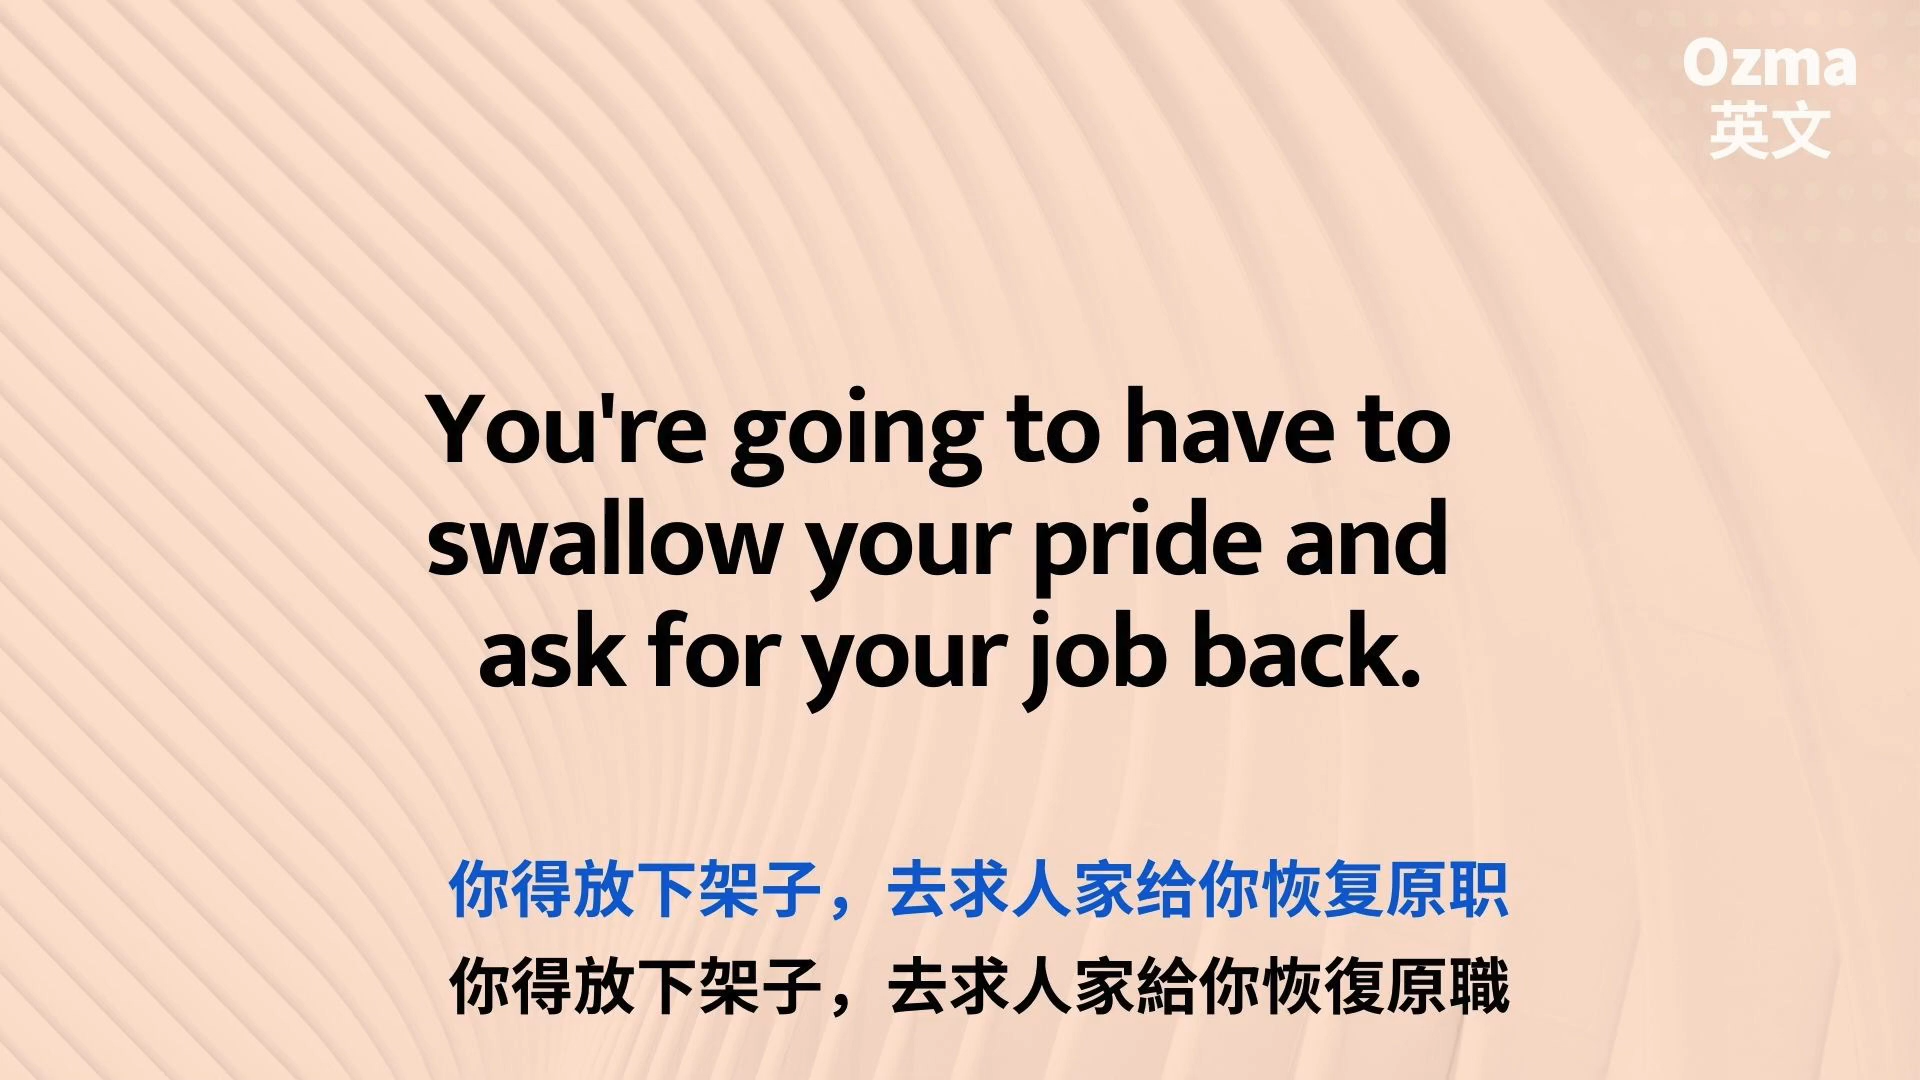 Ozma
英文
You're going to have to
swallow your pride and
ask for your job back.
你得放下架子，去求人家给你恢复原职
你得放下架子，去求人家給你恢復原職